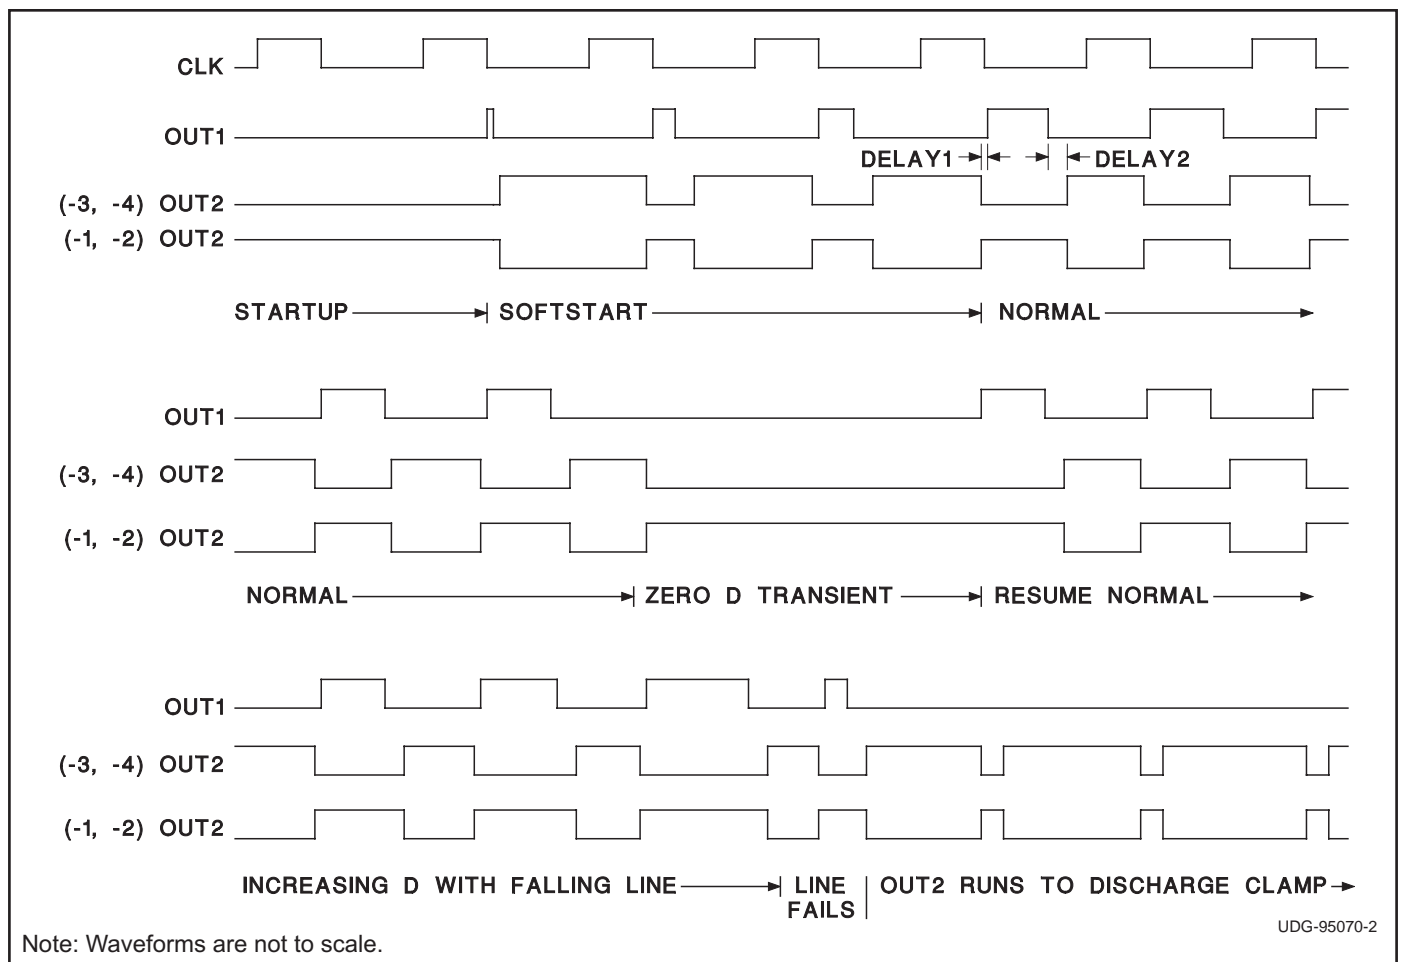 CLK
OUT1
DELAY1 DELAY2
(-3, -4) OUT2
(-1, -2) OUT2
STARTUP SOFTSTART NORMAL
OUT1
(-3, -4) OUT2
(-1, -2) OUT2
NORMAL ZERO D TRANSIENT RESUME NORMAL
OUT1
(-3, -4) OUT2
(-1, -2) OUT2
INCREASING D WITH FALLING LINE LINE FAILS OUT2 RUNS TO DISCHARGE CLAMP
UDG-95070-2
Note: Waveforms are not to scale.